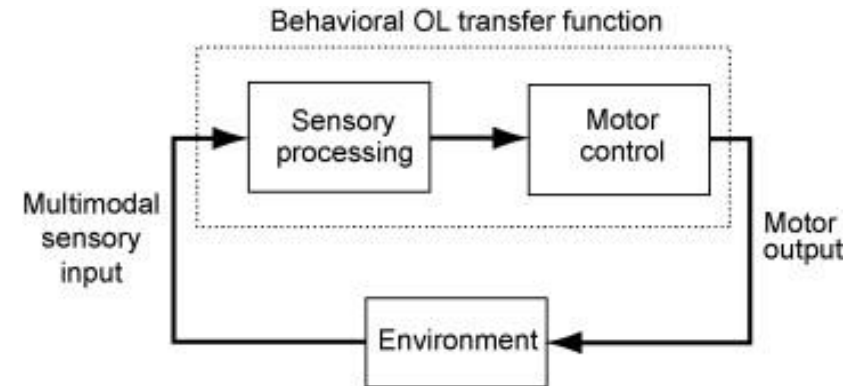 Behavioral OL transfer function
Sensory
processing
Motor
control
Multimodal
sensory
input
Motor
output
Environment